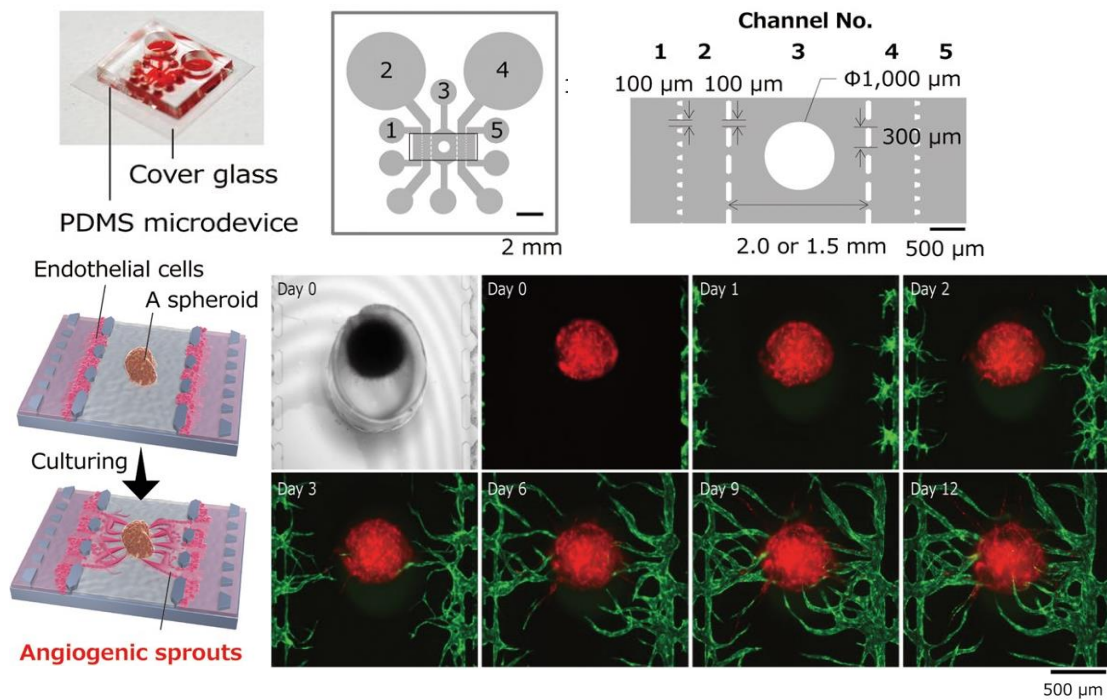 Cover glass
PDMS microdevice
2
4
3
1
5
2 mm
Channel No.
1 2 3 4 5
100 µm 100 µm Φ1,000 µm
300 µm
2.0 or 1.5 mm
500 µm
Endothelial cells
A spheroid
Culturing
Angiogenic sprouts
Day 0
Day 0
Day 1
Day 2
Day 3
Day 6
Day 9
Day 12
500 µm